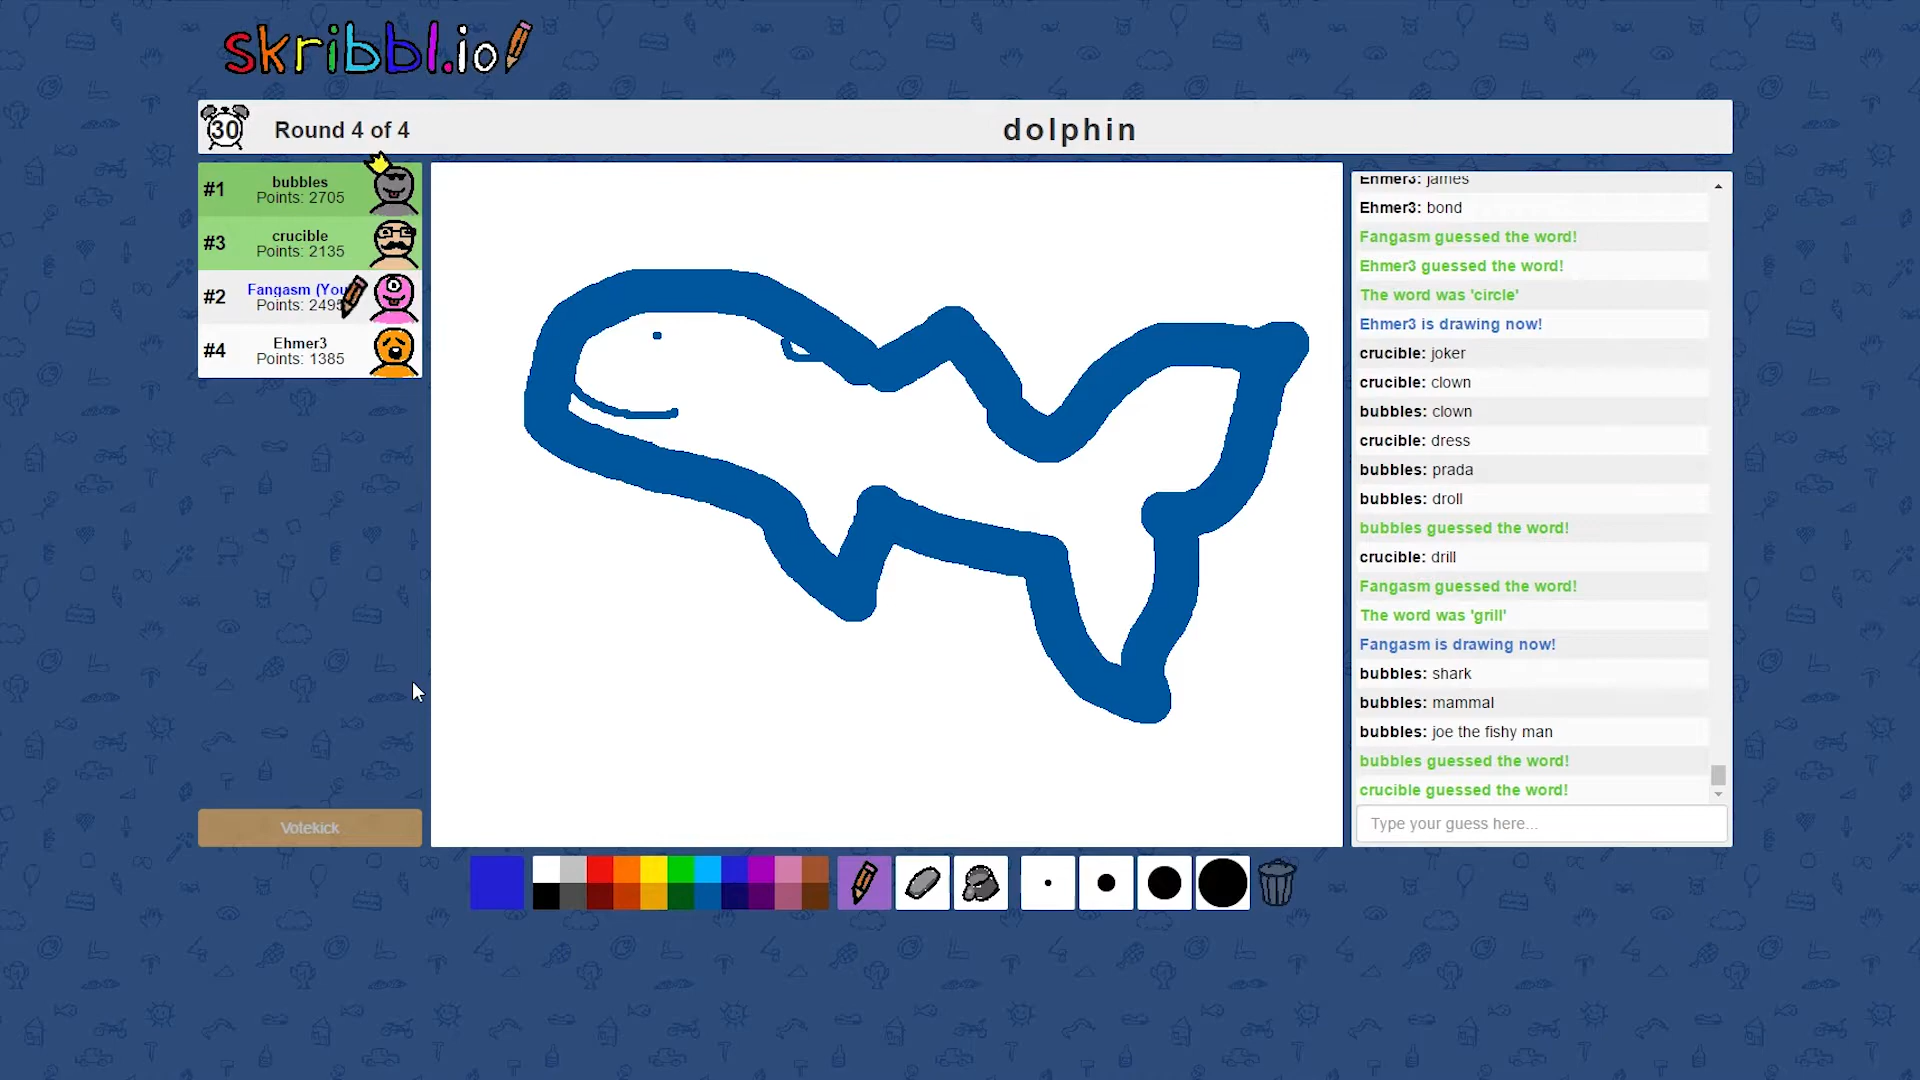 skribbl.io
30
Round 4 of 4
dolphin
#1
bubbles
Points: 2705
#3
crucible
Points: 2135
#2
Fangasm (You
Points: 2495
#4
Ehmer3
Points: 1385
Votekick
Ehmer3: james
Ehmer3: bond
Fangasm guessed the word!
Ehmer3 guessed the word!
The word was 'circle'
Ehmer3 is drawing now!
crucible: joker
crucible: clown
bubbles: clown
crucible: dress
bubbles: prada
bubbles: droll
bubbles guessed the word!
crucible: drill
Fangasm guessed the word!
The word was 'grill'
Fangasm is drawing now!
bubbles: shark
bubbles: mammal
bubbles: joe the fishy man
bubbles guessed the word!
crucible guessed the word!
Type your guess here...